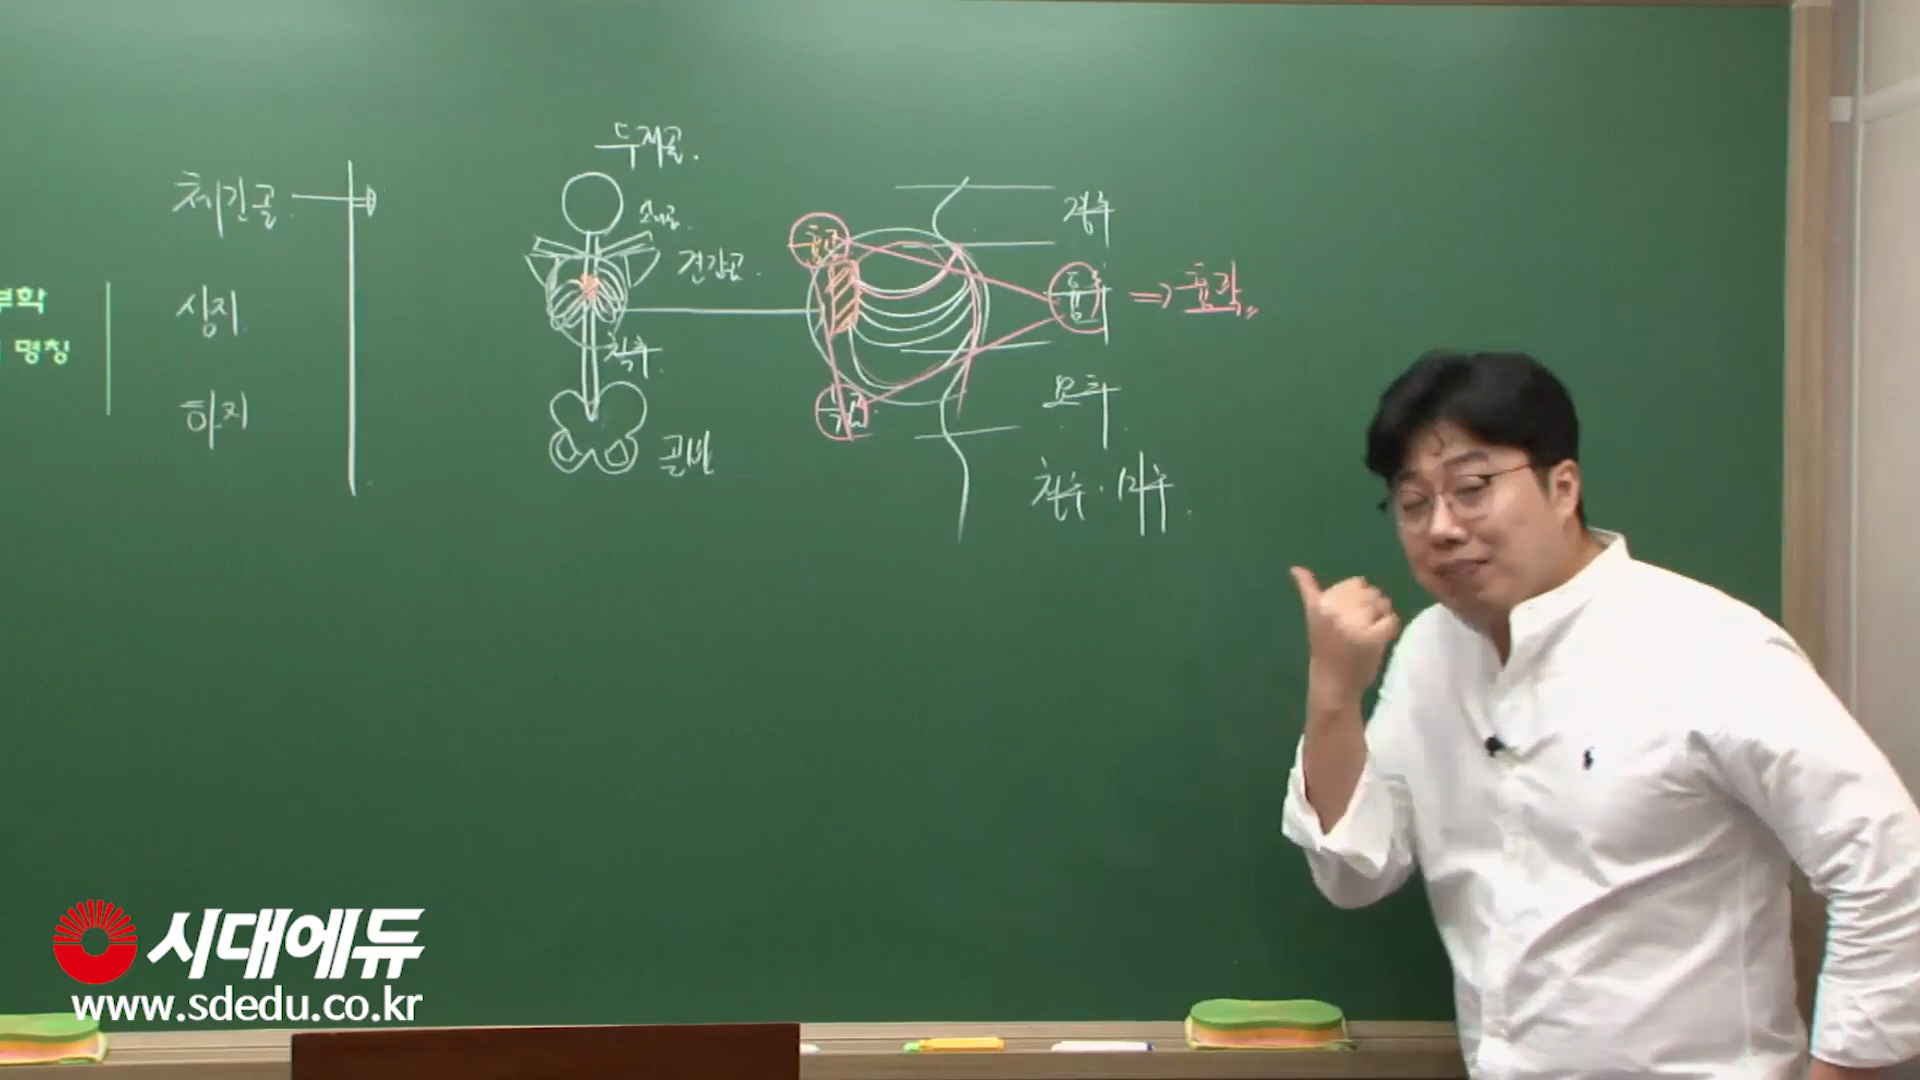 부학
명칭
체간골.
상지
하지
두개골.
쇄골.
견갑골.
척추.
골반
흉골
늑골
경추
흉추
⇒ 흉곽
요추.
천추·미추.
시대에듀
www.sdedu.co.kr